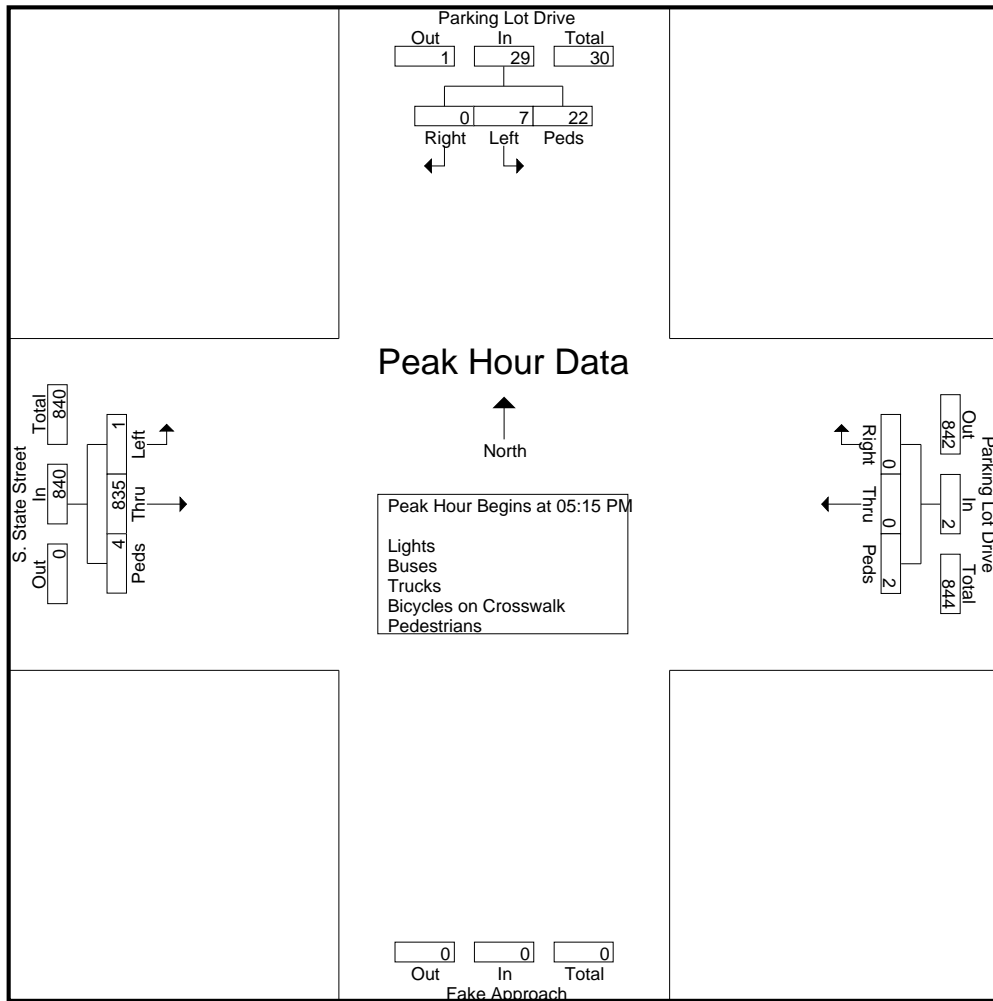 Parking Lot Drive
Out In Total
1 29 30
0 7 22
Right Left Peds
Peak Hour Data
North
Peak Hour Begins at 05:15 PM
Lights
Buses
Trucks
Bicycles on Crosswalk
Pedestrians
S. State Street
Out In Total
0 840 840
4 835 1
Peds Thru Left
Parking Lot Drive
Out In Total
842 2 844
Right Thru Peds
0 0 2
0 0 0
Out In Total
Fake Approach